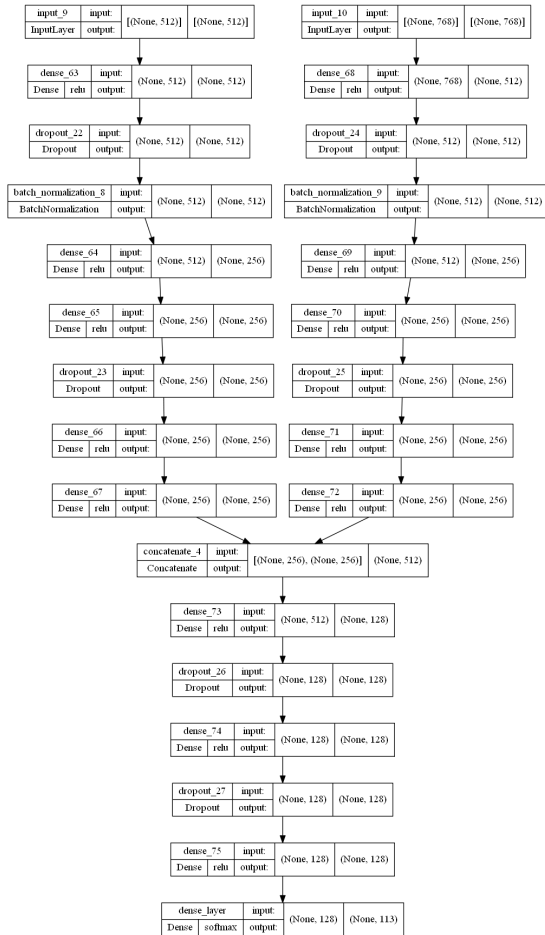 input_9 input: [(None, 512)] [(None, 512)]
InputLayer output:
input_10 input: [(None, 768)] [(None, 768)]
InputLayer output:
dense_63 input: (None, 512) (None, 512)
Dense relu output:
dense_68 input: (None, 768) (None, 512)
Dense relu output:
dropout_22 input: (None, 512) (None, 512)
Dropout output:
dropout_24 input: (None, 512) (None, 512)
Dropout output:
batch_normalization_8 input: (None, 512) (None, 512)
BatchNormalization output:
batch_normalization_9 input: (None, 512) (None, 512)
BatchNormalization output:
dense_64 input: (None, 512) (None, 256)
Dense relu output:
dense_69 input: (None, 512) (None, 256)
Dense relu output:
dense_65 input: (None, 256) (None, 256)
Dense relu output:
dense_70 input: (None, 256) (None, 256)
Dense relu output:
dropout_23 input: (None, 256) (None, 256)
Dropout output:
dropout_25 input: (None, 256) (None, 256)
Dropout output:
dense_66 input: (None, 256) (None, 256)
Dense relu output:
dense_71 input: (None, 256) (None, 256)
Dense relu output:
dense_67 input: (None, 256) (None, 256)
Dense relu output:
dense_72 input: (None, 256) (None, 256)
Dense relu output:
concatenate_4 input: [(None, 256), (None, 256)] (None, 512)
Concatenate output:
dense_73 input: (None, 512) (None, 128)
Dense relu output:
dropout_26 input: (None, 128) (None, 128)
Dropout output:
dense_74 input: (None, 128) (None, 128)
Dense relu output:
dropout_27 input: (None, 128) (None, 128)
Dropout output:
dense_75 input: (None, 128) (None, 128)
Dense relu output:
dense_layer input: (None, 128) (None, 113)
Dense softmax output: